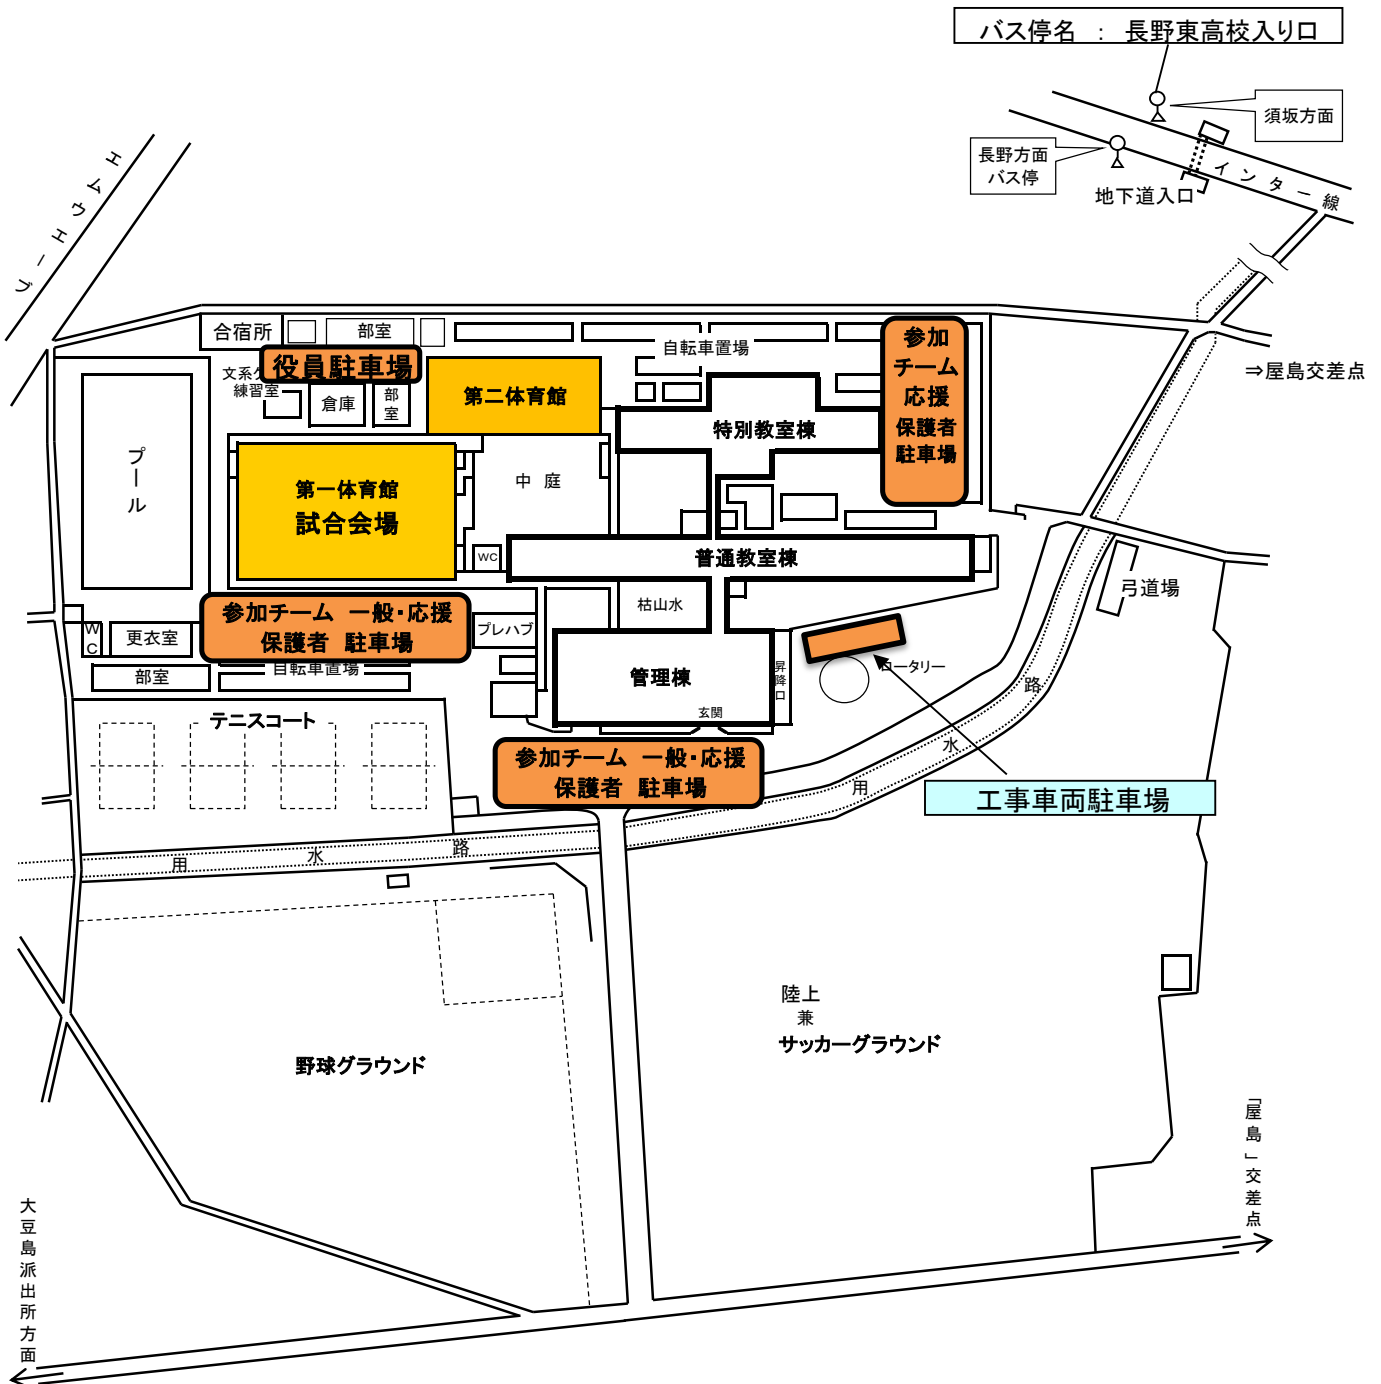 バス停名 ： 長野東高校入り口
須坂方面
長野方面
バス停
地下道入口
インター線
エムウェーブ
⇒屋島交差点
合宿所
部室
自転車置場
役員駐車場
文系ク
練習室
倉庫
部室
第二体育館
参加
チーム
応援
保護者
駐車場
特別教室棟
プール
第一体育館
試合会場
中 庭
WC
普通教室棟
弓道場
枯山水
参加チーム 一般・応援
保護者 駐車場
プレハブ
WC
更衣室
部室
自転車置場
管理棟
昇降口
玄関
ロータリー
テニスコート
参加チーム 一般・応援
保護者 駐車場
工事車両駐車場
用水路
用水路
陸上
兼
サッカーグラウンド
野球グラウンド
「屋島」交差点
大豆島派出所方面